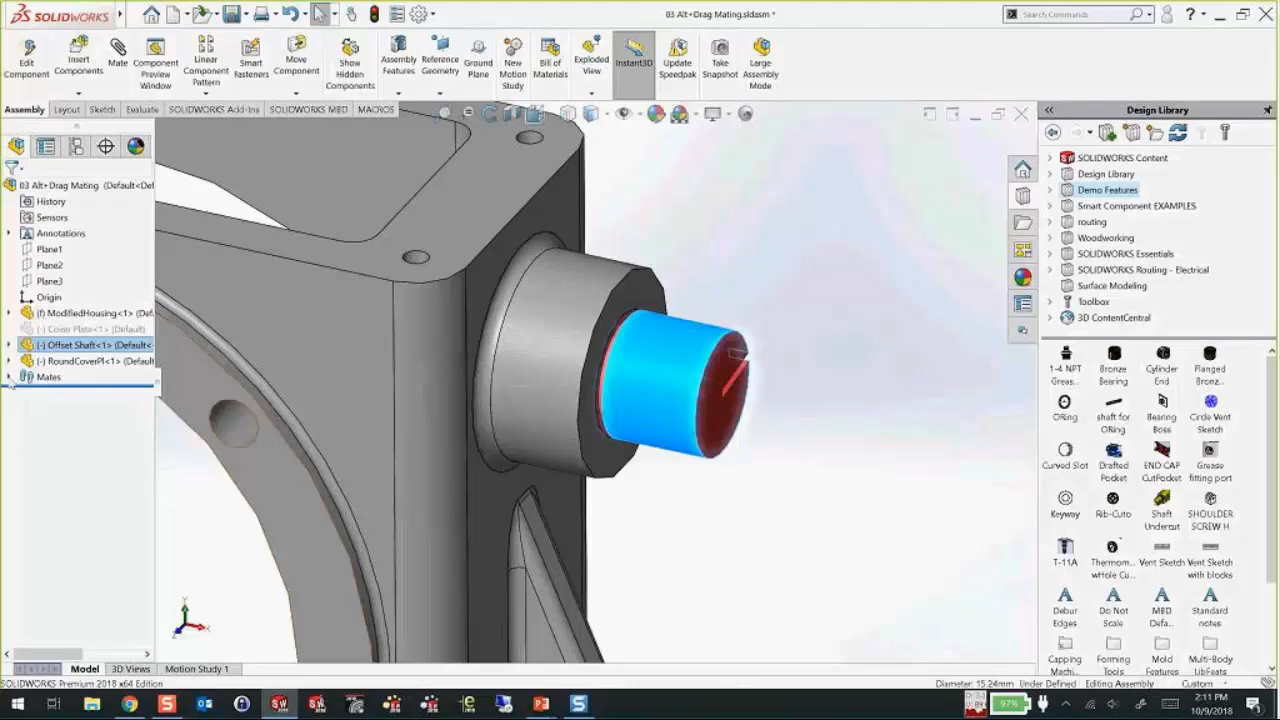 SOLIDWORKS
03 Alt+Drag Mating.sldasm *
Search Commands
Edit Component
Insert Components
Mate
Component Preview Window
Linear Component Pattern
Smart Fasteners
Move Component
Show Hidden Components
Assembly Features
Reference Geometry
Ground Plane
New Motion Study
Bill of Materials
Exploded View
Instant3D
Update Speedpak
Take Snapshot
Large Assembly Mode
Assembly
Layout
Sketch
Evaluate
SOLIDWORKS Add-Ins
SOLIDWORKS MBD
MACROS
03 Alt+Drag Mating (Default<Def
History
Sensors
Annotations
Plane1
Plane2
Plane3
Origin
(f) ModifiedHousing<1> (Def
(-) Cover Plate<1> (Default)
(-) Offset Shaft<1> (Default<
(-) RoundCoverPl<1> (Default
Mates
Design Library
SOLIDWORKS Content
Design Library
Demo Features
Smart Component EXAMPLES
routing
Woodworking
SOLIDWORKS Essentials
SOLIDWORKS Routing - Electrical
Surface Modeling
Toolbox
3D ContentCentral
1-4 NPT Greas...
Bronze Bearing
Cylinder End
Flanged Bronz...
ORing
shaft for ORing
Bearing Boss
Circle Vent Sketch
Curved Slot
Drafted Pocket
END CAP CutPocket
Grease fitting port
Keyway
Rib-Cuto
Shaft Undercut
SHOULDER SCREW H
T-11A
Thermom... wHole Cu...
Vent Sketch
Vent Sketch with blocks
Debur Edges
Do Not Scale
MBD Defa...
Standard notes
Capping Machi...
Forming Tools
Mold Features
Multi-Body LibFeats
Model
3D Views
Motion Study 1
SOLIDWORKS Premium 2018 x64 Edition
Diameter: 15.24mm
Under Defined
Editing Assembly
Custom
97%
2:11 PM
10/9/2018